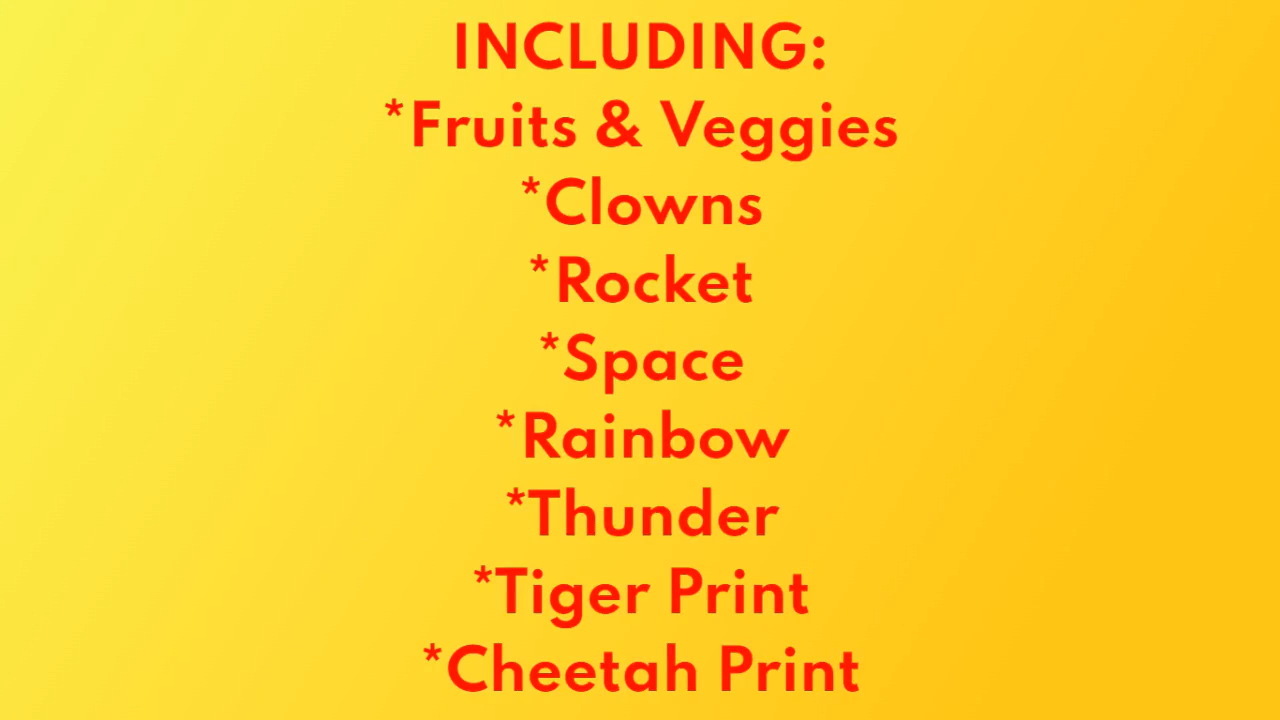 INCLUDING:
*Fruits & Veggies
*Clowns
*Rocket
*Space
*Rainbow
*Thunder
*Tiger Print
*Cheetah Print